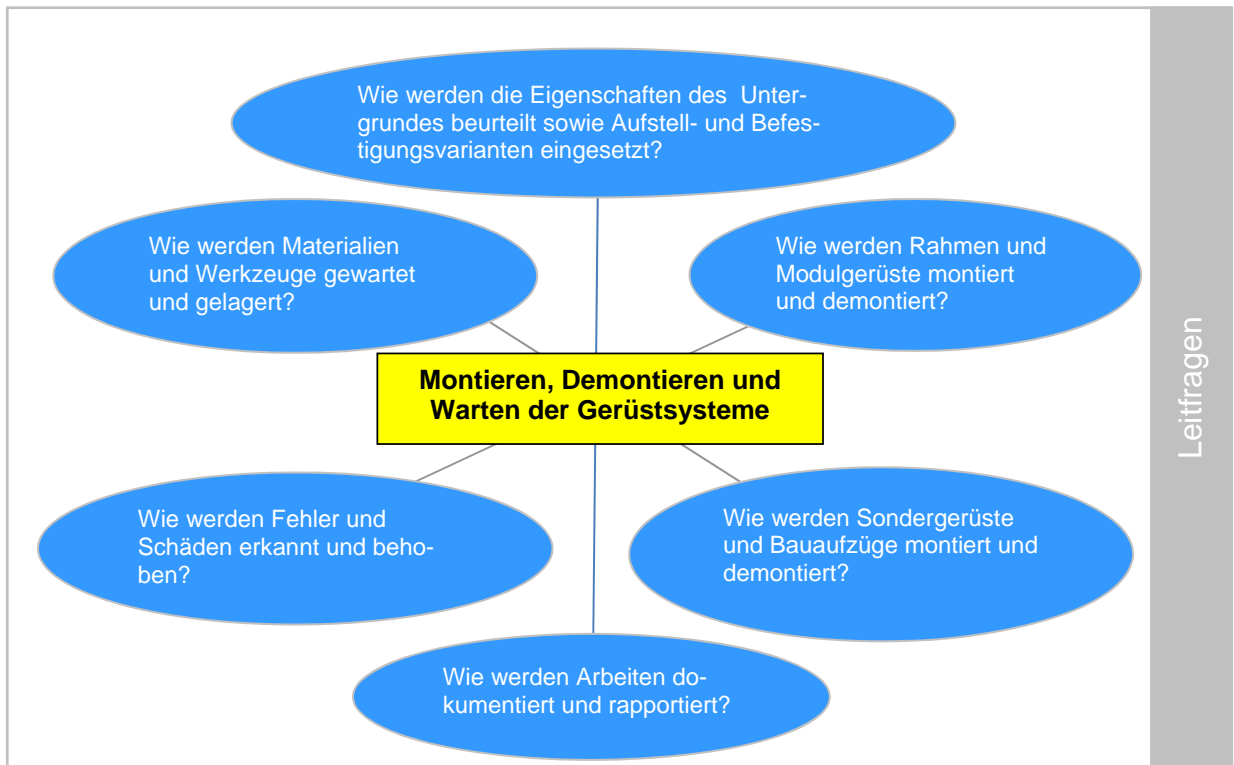 Wie werden die Eigenschaften des Unter-
grundes beurteilt sowie Aufstell- und Befes-
tigungsvarianten eingesetzt?
Wie werden Materialien
und Werkzeuge gewartet
und gelagert?
Wie werden Rahmen und
Modulgerüste montiert
und demontiert?
Montieren, Demontieren und
Warten der Gerüstsysteme
Wie werden Fehler und
Schäden erkannt und beho-
ben?
Wie werden Sondergerüste
und Bauaufzüge montiert und
demontiert?
Wie werden Arbeiten do-
kumentiert und rapportiert?
Leitfragen